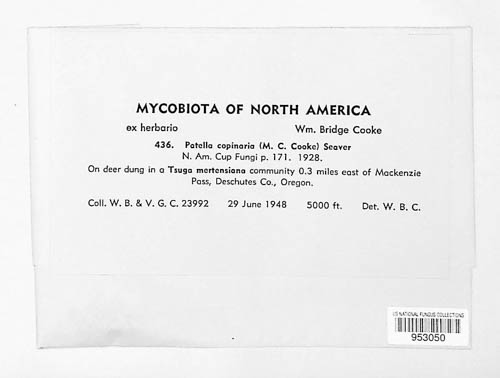 MYCOBIOTA OF NORTH AMERICA
ex herbario Wm. Bridge Cooke
436. Patella copinaria (M. C. Cooke) Seaver
N. Am. Cup Fungi p. 171. 1928.
On deer dung in a Tsuga mertensiana community 0.3 miles east of Mackenzie
Pass, Deschutes Co., Oregon.
Coll. W. B. & V. G. C. 23992 29 June 1948 5000 ft. Det. W. B. C.
US NATIONAL FUNGUS COLLECTIONS
953050